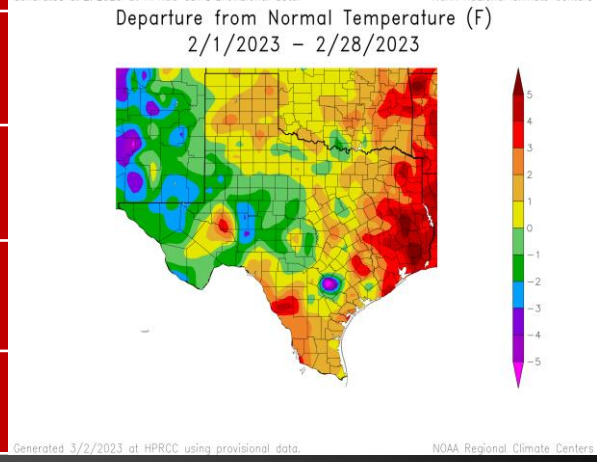 Departure from Normal Temperature (F)
2/1/2023 – 2/28/2023
5
4
3
2
1
0
-1
-2
-3
-4
-5
Generated 3/2/2023 at HPRCC using provisional data.
NOAA Regional Climate Centers